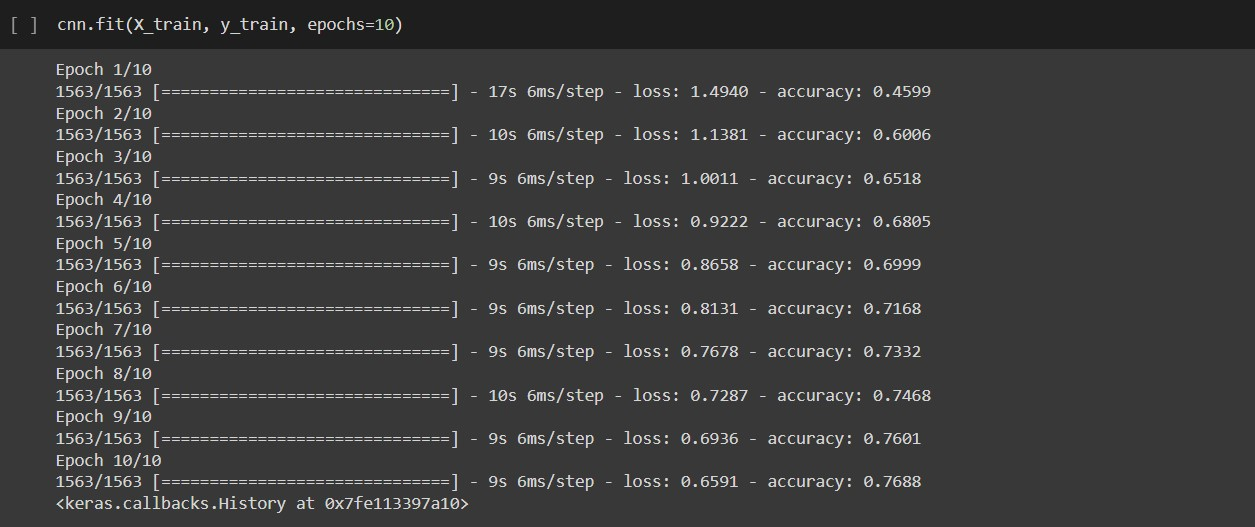 [ ] cnn.fit(X_train, y_train, epochs=10)
Epoch 1/10
1563/1563 [==============================] - 17s 6ms/step - loss: 1.4940 - accuracy: 0.4599
Epoch 2/10
1563/1563 [==============================] - 10s 6ms/step - loss: 1.1381 - accuracy: 0.6006
Epoch 3/10
1563/1563 [==============================] - 9s 6ms/step - loss: 1.0011 - accuracy: 0.6518
Epoch 4/10
1563/1563 [==============================] - 10s 6ms/step - loss: 0.9222 - accuracy: 0.6805
Epoch 5/10
1563/1563 [==============================] - 9s 6ms/step - loss: 0.8658 - accuracy: 0.6999
Epoch 6/10
1563/1563 [==============================] - 9s 6ms/step - loss: 0.8131 - accuracy: 0.7168
Epoch 7/10
1563/1563 [==============================] - 9s 6ms/step - loss: 0.7678 - accuracy: 0.7332
Epoch 8/10
1563/1563 [==============================] - 10s 6ms/step - loss: 0.7287 - accuracy: 0.7468
Epoch 9/10
1563/1563 [==============================] - 9s 6ms/step - loss: 0.6936 - accuracy: 0.7601
Epoch 10/10
1563/1563 [==============================] - 9s 6ms/step - loss: 0.6591 - accuracy: 0.7688
<keras.callbacks.History at 0x7fe113397a10>